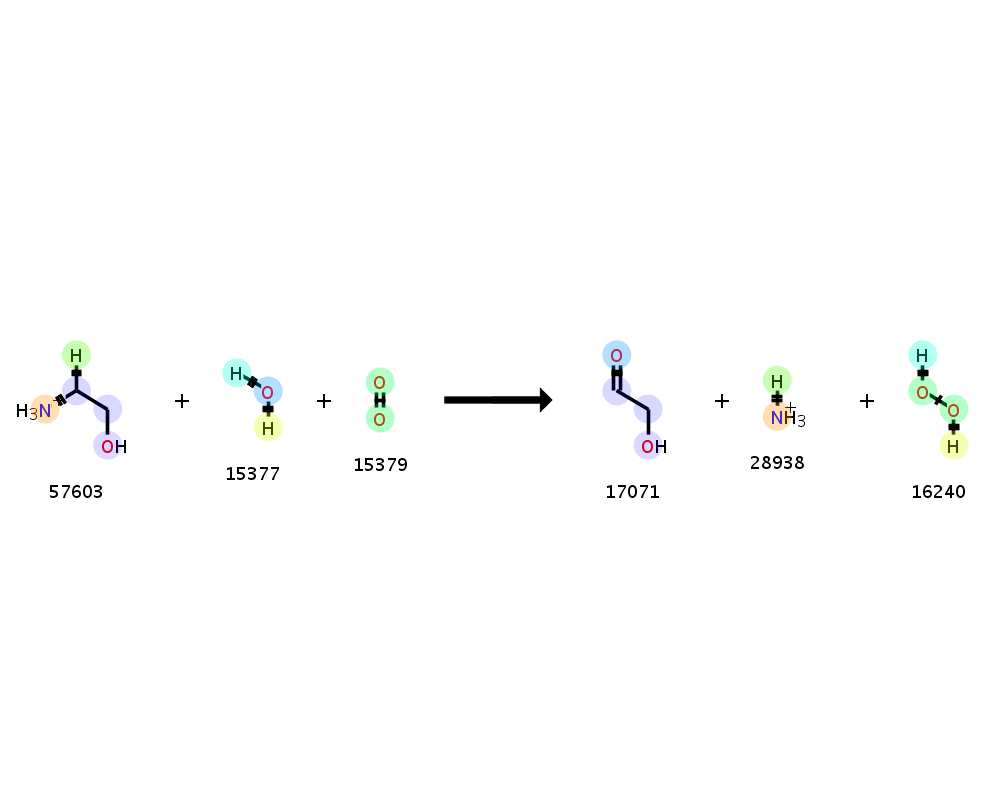 H O H H
H H₃N⁺ + O + O → + H NH₃⁺ + O O
OH H O OH H
57603 15377 15379 17071 28938 16240